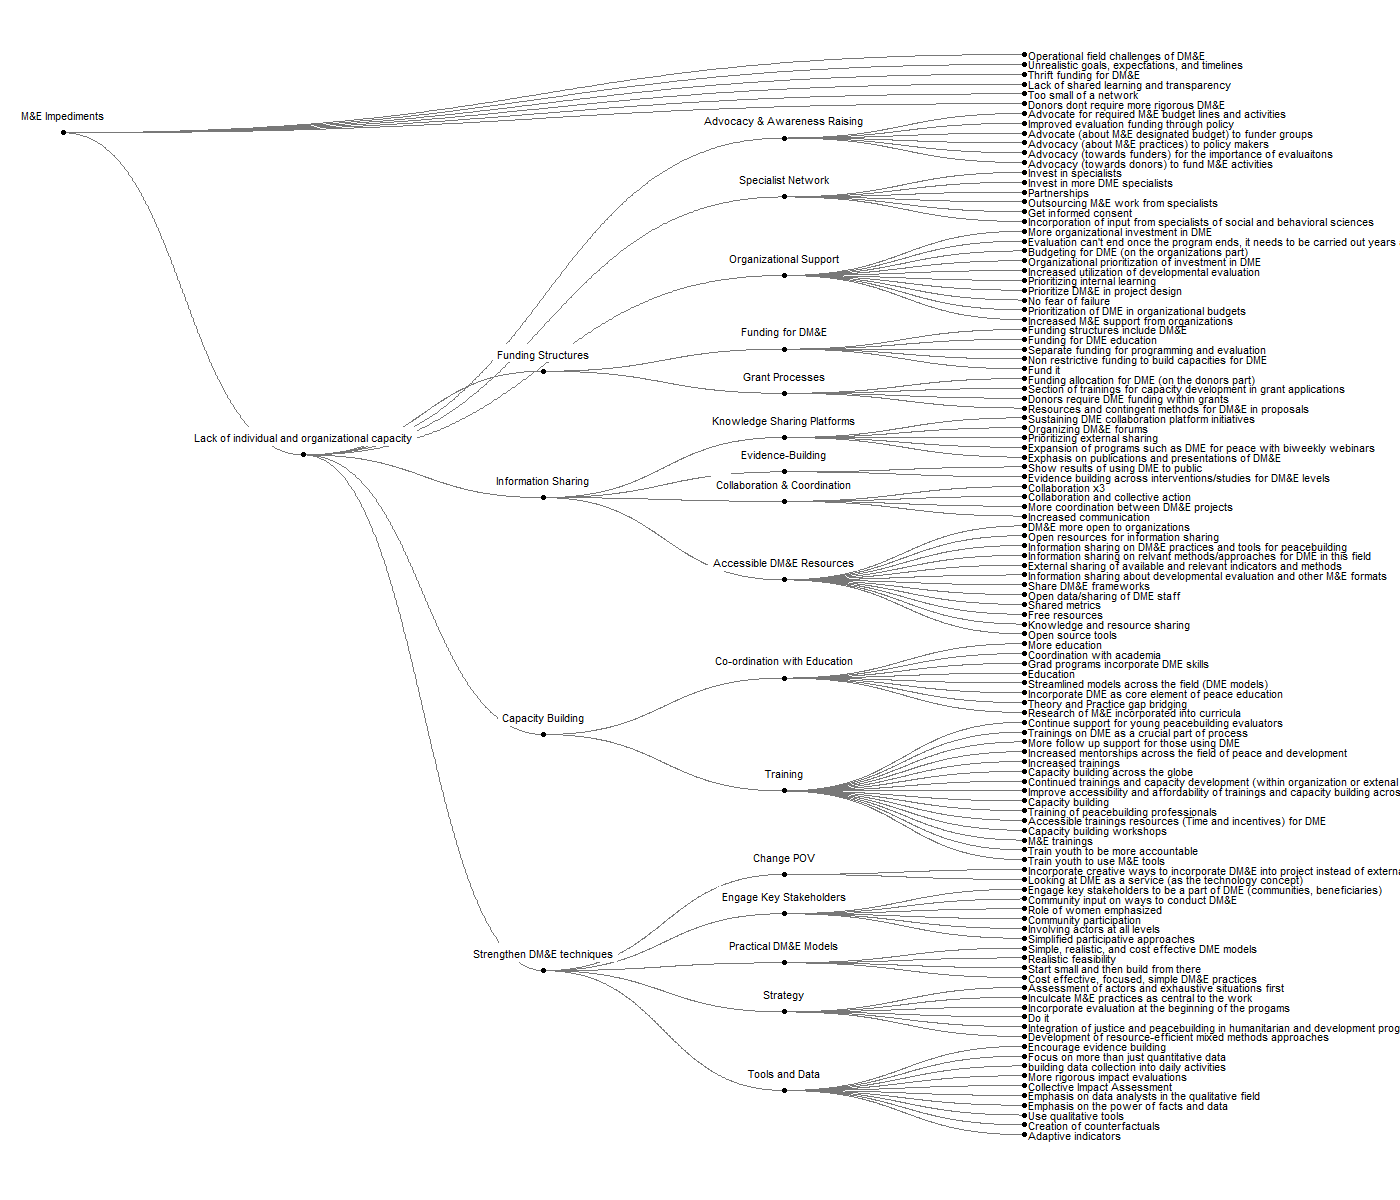 M&E Impediments
Operational field challenges of DM&E
Unrealistic goals, expectations, and timelines
Thrift funding for DM&E
Lack of shared learning and transparency
Too small of a network
Donors dont require more rigorous DM&E
Lack of individual and organizational capacity
Advocacy & Awareness Raising
Advocate for required M&E budget lines and activities
Improved evaluation funding through policy
Advocate (about M&E designated budget) to funder groups
Advocacy (about M&E practices) to policy makers
Advocacy (towards funders) for the importance of evaluaitons
Advocacy (towards donors) to fund M&E activities
Specialist Network
Invest in specialists
Invest in more DME specialists
Partnerships
Outsourcing M&E work from specialists
Get informed consent
Incorporation of input from specialists of social and behavioral sciences
Organizational Support
More organizational investment in DME
Evaluation can't end once the program ends, it needs to be carried out years
Budgeting for DME (on the organizations part)
Organizational prioritization of investment in DME
Increased utilization of developmental evaluation
Prioritizing internal learning
Prioritize DM&E in project design
No fear of failure
Prioritization of DME in organizational budgets
Increased M&E support from organizations
Funding Structures
Funding for DM&E
Funding structures include DM&E
Funding for DME education
Separate funding for programming and evaluation
Non restrictive funding to build capacities for DME
Fund it
Grant Processes
Funding allocation for DME (on the donors part)
Section of trainings for capacity development in grant applications
Donors require DME funding within grants
Resources and contingent methods for DM&E in proposals
Information Sharing
Knowledge Sharing Platforms
Sustaining DME collaboration platform initiatives
Organizing DM&E forums
Prioritizing external sharing
Expansion of programs such as DME for peace with biweekly webinars
Exphasis on publications and presentations of DM&E
Evidence-Building
Show results of using DME to public
Evidence building across interventions/studies for DM&E levels
Collaboration & Coordination
Collaboration x3
Collaboration and collective action
More coordination between DM&E projects
Increased communication
Accessible DM&E Resources
DM&E more open to organizations
Open resources for information sharing
Information sharing on DM&E practices and tools for peacebuilding
Information sharing on relvant methods/approaches for DME in this field
External sharing of available and relevant indicators and methods
Information sharing about developmental evaluation and other M&E formats
Share DM&E frameworks
Open data/sharing of DME staff
Shared metrics
Free resources
Knowledge and resource sharing
Open source tools
Capacity Building
Co-ordination with Education
More education
Coordination with academia
Grad programs incorporate DME skills
Education
Streamlined models across the field (DME models)
Incorporate DME as core element of peace education
Theory and Practice gap bridging
Research of M&E incorporated into curricula
Training
Continue support for young peacebuilding evaluators
Trainings on DME as a crucial part of process
More follow up support for those using DME
Increased mentorships across the field of peace and development
Increased trainings
Capacity building across the globe
Continued trainings and capacity development (within organization or extenal
Improve accessibility and affordability of trainings and capacity building acros
Capacity building
Training of peacebuilding professionals
Accessible trainings resources (Time and incentives) for DME
Capacity building workshops
M&E trainings
Train youth to be more accountable
Train youth to use M&E tools
Strengthen DM&E techniques
Change POV
Incorporate creative ways to incorporate DM&E into project instead of externa
Looking at DME as a service (as the technology concept)
Engage Key Stakeholders
Engage key stakeholders to be a part of DME (communities, beneficiaries)
Community input on ways to conduct DM&E
Role of women emphasized
Community participation
Involving actors at all levels
Simplified participative approaches
Practical DM&E Models
Simple, realistic, and cost effective DME models
Realistic feasibility
Start small and then build from there
Cost effective, focused, simple DM&E practices
Strategy
Assessment of actors and exhaustive situations first
Inculcate M&E practices as central to the work
Incorporate evaluation at the beginning of the progams
Do it
Integration of justice and peacebuilding in humanitarian and development prog
Development of resource-efficient mixed methods approaches
Tools and Data
Encourage evidence building
Focus on more than just quantitative data
building data collection into daily activities
More rigorous impact evaluations
Collective Impact Assessment
Emphasis on data analysts in the qualitative field
Emphasis on the power of facts and data
Use qualitative tools
Creation of counterfactuals
Adaptive indicators